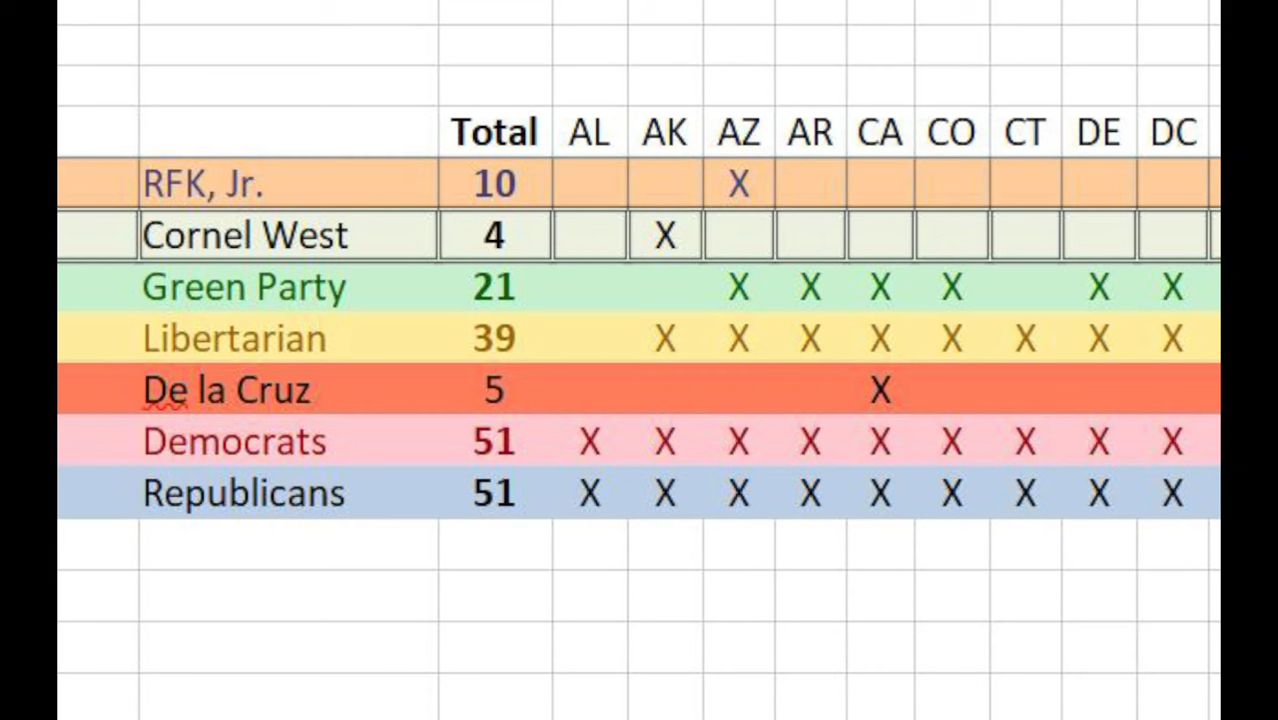 Total AL AK AZ AR CA CO CT DE DC
RFK, Jr. 10 X
Cornel West 4 X
Green Party 21 X X X X X X
Libertarian 39 X X X X X X X X
De la Cruz 5 X
Democrats 51 X X X X X X X X X
Republicans 51 X X X X X X X X X